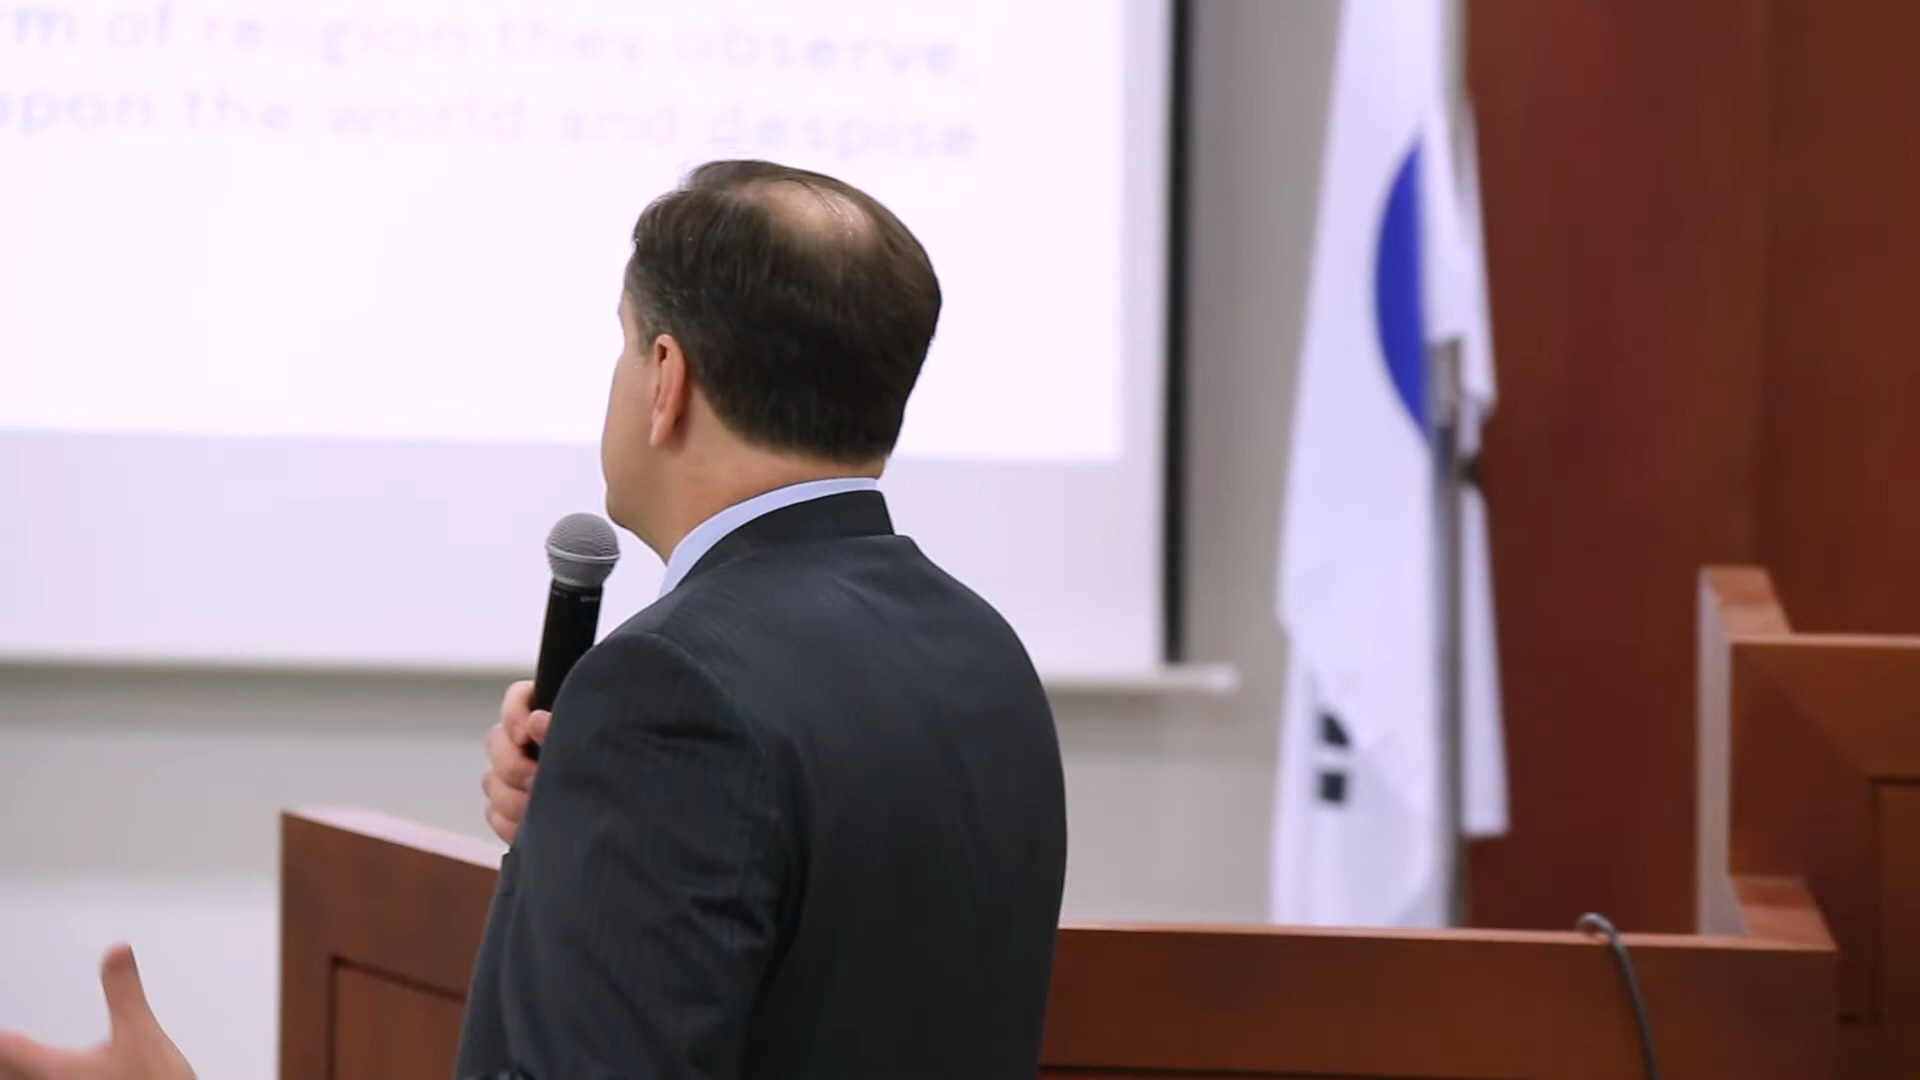 rm of religion they observe,
upon the world and despise